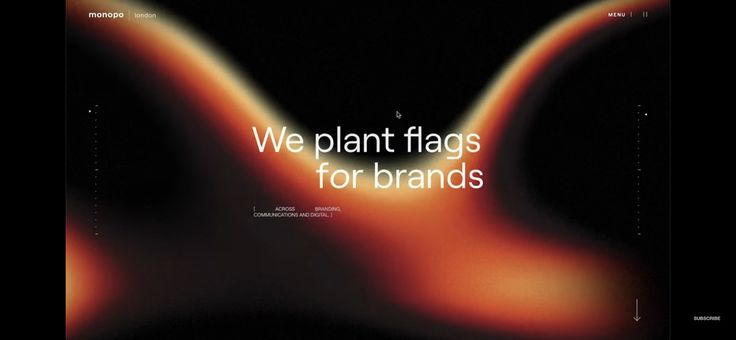 monopo | london
MENU
We plant flags
for brands
[ ACROSS BRANDING,
COMMUNICATIONS AND DIGITAL. ]
SUBSCRIBE